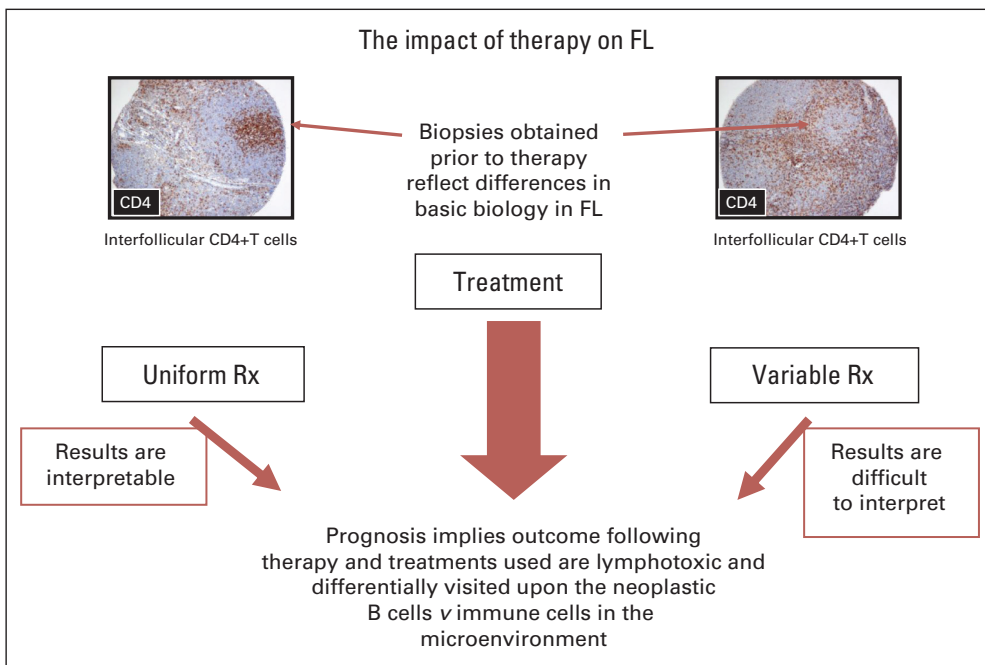 The impact of therapy on FL
CD4
Interfollicular CD4+T cells
Biopsies obtained
prior to therapy
reflect differences in
basic biology in FL
CD4
Interfollicular CD4+T cells
Treatment
Uniform Rx
Variable Rx
Results are
interpretable
Results are
difficult
to interpret
Prognosis implies outcome following
therapy and treatments used are lymphotoxic and
differentially visited upon the neoplastic
B cells v immune cells in the
microenvironment